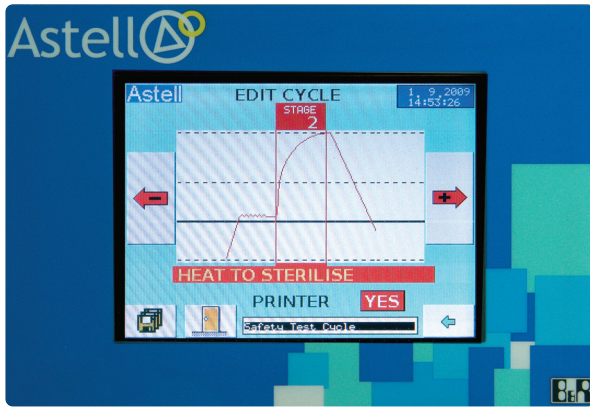 Astell
Astell
EDIT CYCLE
1. 9.2009
14:53:26
STAGE
2
-
+
HEAT TO STERILISE
PRINTER
YES
Safety Test Cycle
B&R